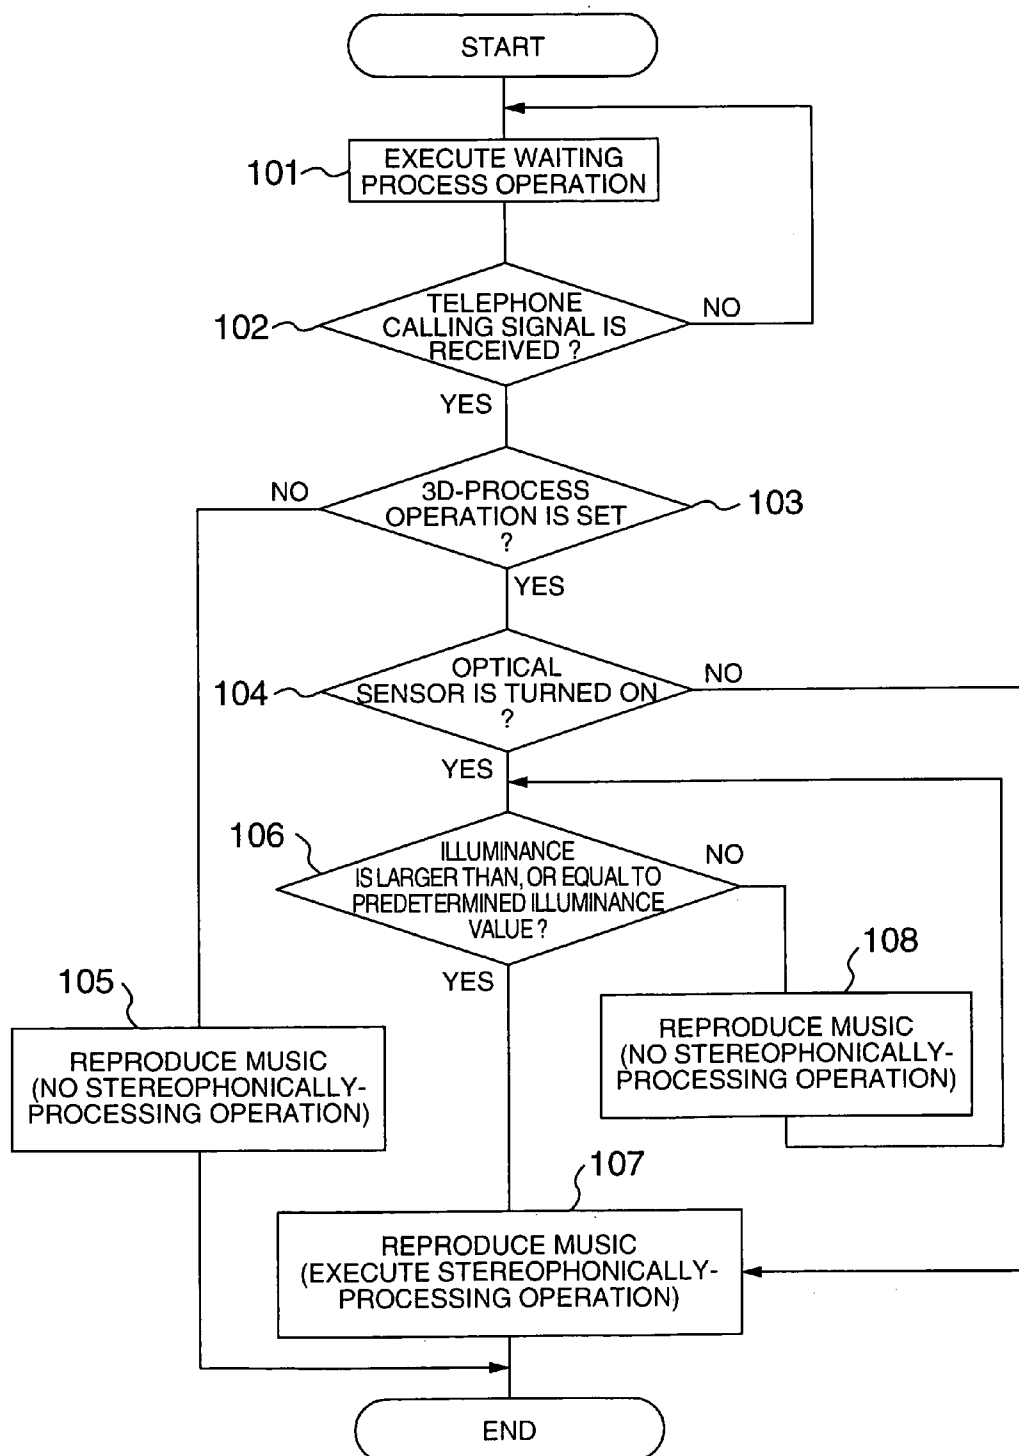 START
101
EXECUTE WAITING
PROCESS OPERATION
102
TELEPHONE
CALLING SIGNAL IS
RECEIVED ?
NO
YES
NO
3D-PROCESS
OPERATION IS SET
?
103
YES
104
OPTICAL
SENSOR IS TURNED ON
?
NO
YES
106
ILLUMINANCE
IS LARGER THAN, OR EQUAL TO
PREDETERMINED ILLUMINANCE
VALUE ?
NO
YES
108
REPRODUCE MUSIC
(NO STEREOPHONICALLY-
PROCESSING OPERATION)
105
REPRODUCE MUSIC
(NO STEREOPHONICALLY-
PROCESSING OPERATION)
107
REPRODUCE MUSIC
(EXECUTE STEREOPHONICALLY-
PROCESSING OPERATION)
END